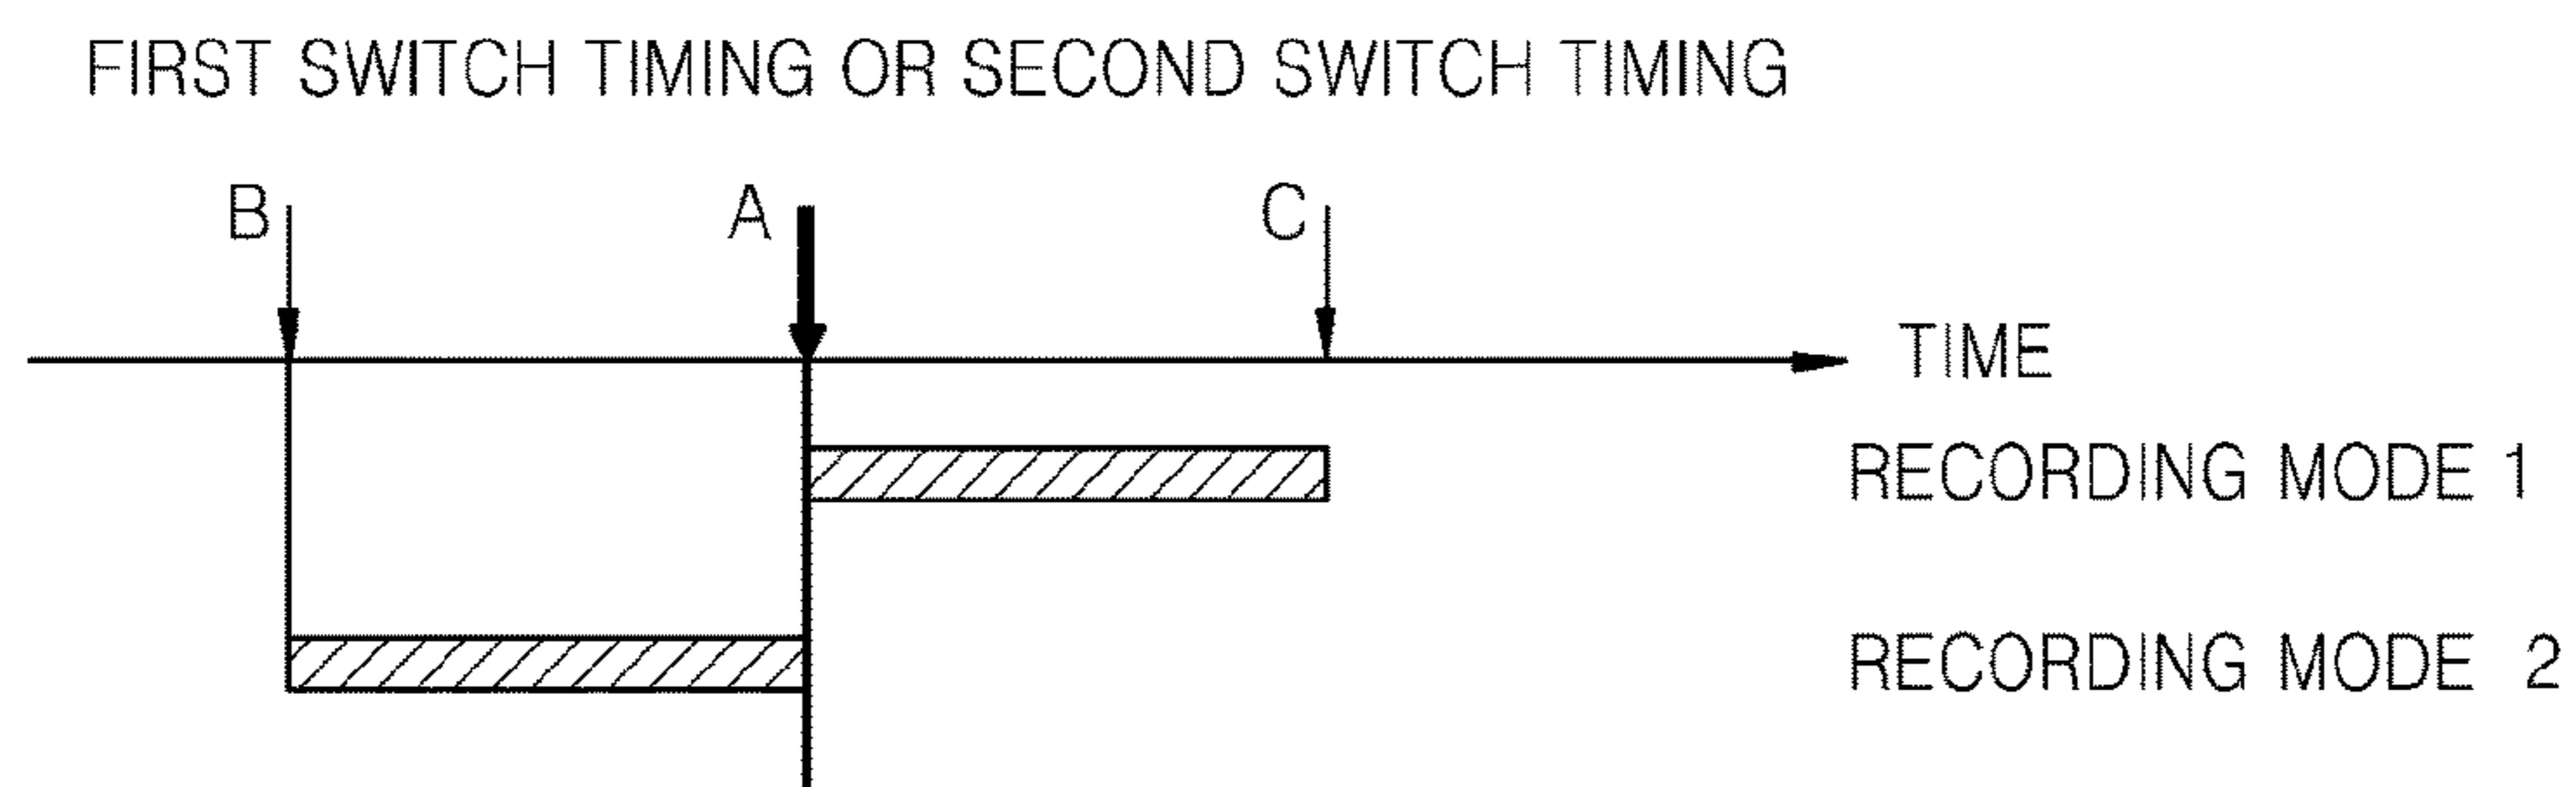 FIRST SWITCH TIMING OR SECOND SWITCH TIMING
B A C
TIME
RECORDING MODE 1
RECORDING MODE 2